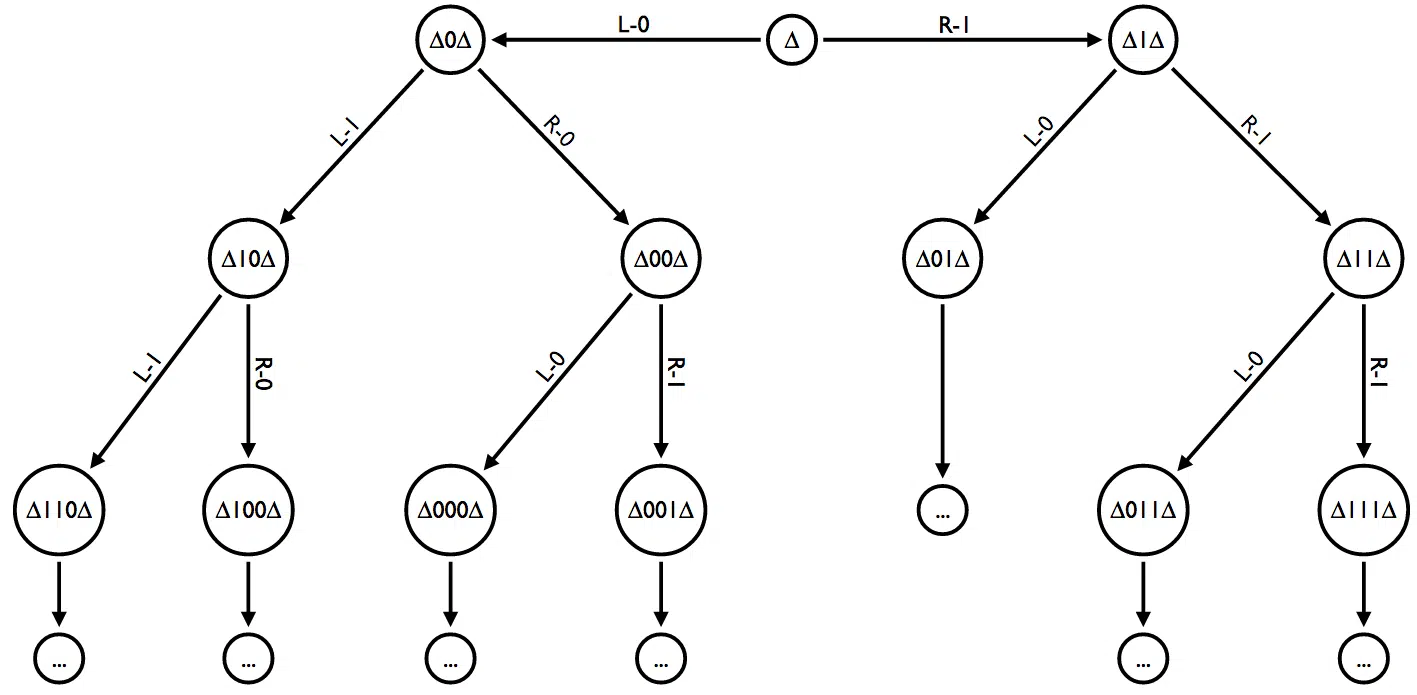 Δ0Δ L-0 Δ R-1 Δ1Δ
L-1 R-0 L-0 R-1
Δ10Δ Δ00Δ Δ01Δ Δ11Δ
L-1 R-0 L-0 R-1 L-0 R-1
Δ110Δ Δ100Δ Δ000Δ Δ001Δ ... Δ011Δ Δ111Δ
... ... ... ... ... ...